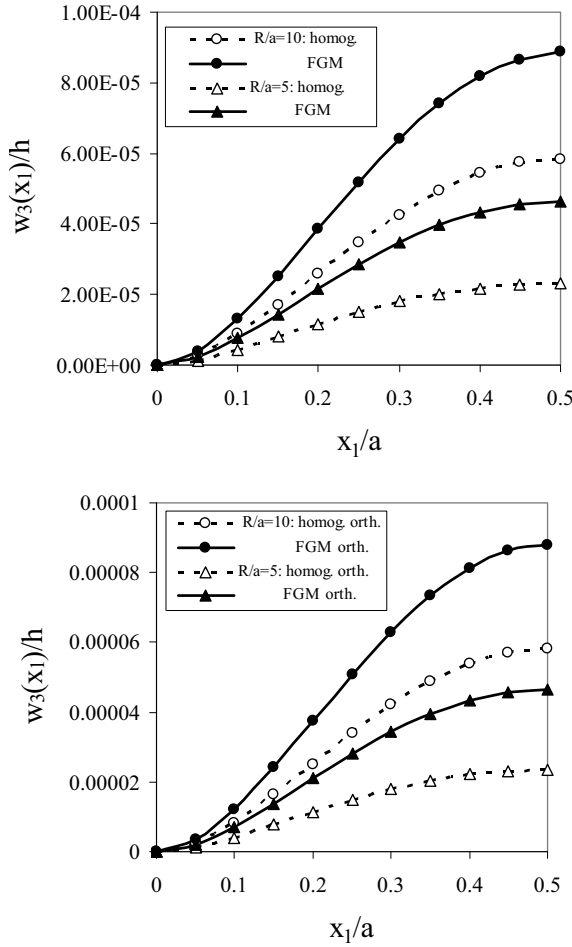 1.00E-04
8.00E-05
6.00E-05
4.00E-05
2.00E-05
0.00E+00
w3(x1)/h
R/a=10: homog.
FGM
R/a=5: homog.
FGM
0 0.1 0.2 0.3 0.4 0.5
x1/a
0.0001
0.00008
0.00006
0.00004
0.00002
0
w3(x1)/h
R/a=10: homog. orth.
FGM orth.
R/a=5: homog. orth.
FGM orth.
0 0.1 0.2 0.3 0.4 0.5
x1/a